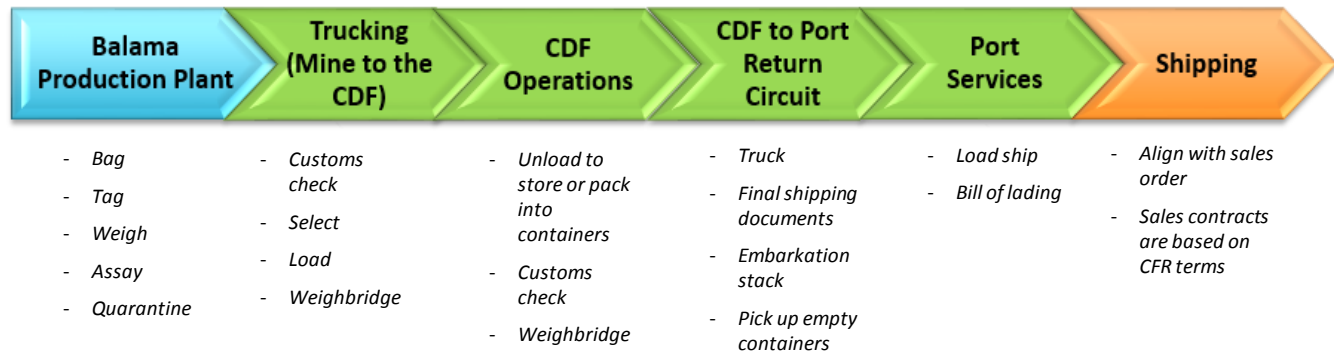 Balama
Production Plant
Trucking
(Mine to the
CDF)
CDF
Operations
CDF to Port
Return
Circuit
Port
Services
Shipping
- Bag
- Tag
- Weigh
- Assay
- Quarantine
- Customs
check
- Select
- Load
- Weighbridge
- Unload to
store or pack
into
containers
- Customs
check
- Weighbridge
- Truck
- Final shipping
documents
- Embarkation
stack
- Pick up empty
containers
- Load ship
- Bill of lading
- Align with sales
order
- Sales contracts
are based on
CFR terms